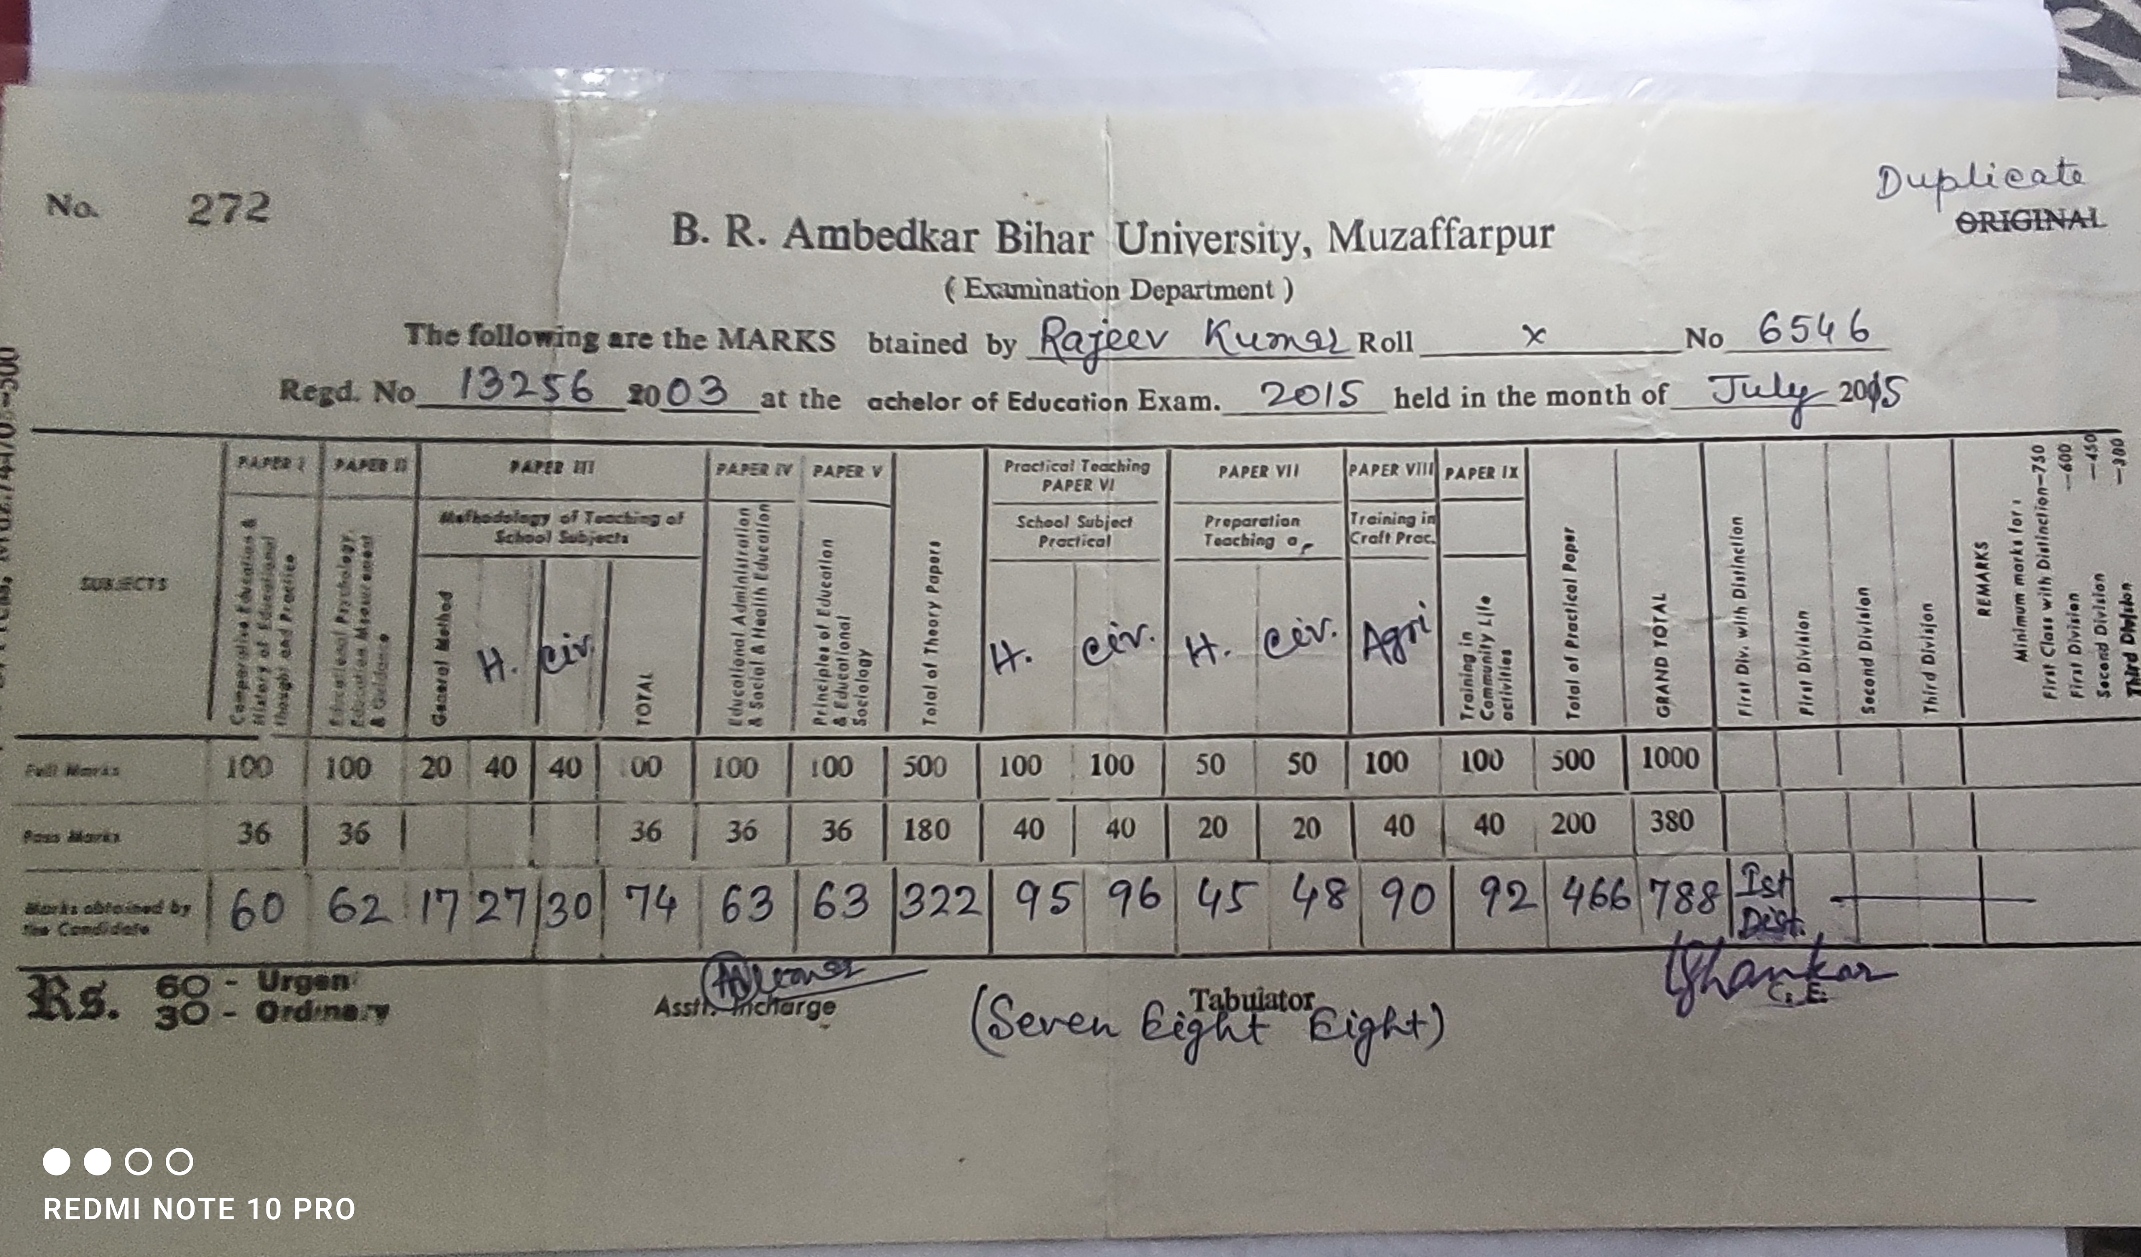 Duplicate
No. 272
ORIGINAL
B. R. Ambedkar Bihar University, Muzaffarpur
( Examination Department )
The following are the MARKS btained by Rajeev Kumar Roll x No 6546
Regd. No 13256 2003 at the achelor of Education Exam. 2015 held in the month of July 2015
SUBJECTS
PAPER I PAPER II PAPER III PAPER IV PAPER V Practical Teaching PAPER VI PAPER VII PAPER VIII PAPER IX
Methodology of Teaching of School Subjects
School Subject Practical
Preparation Teaching
Training in Craft Prac.
Comparative Education & History of Educational Thought and Practice
Educational Psychology, Education Measurement & Guidance
General Method
H.
civ.
TOTAL
Educational Administration & Social & Health Education
Principles of Education & Educational Sociology
Total of Theory Papers
H.
civ.
H.
civ.
Agri
Training in Community Life activities
Total of Practical Paper
GRAND TOTAL
First Div. with Distinction
First Division
Second Division
Third Division
REMARKS
Minimum marks for :
First Class with Distinction—750
First Division —600
Second Division —450
Third Division
Full Marks 100 100 20 40 40 00 100 100 500 100 100 50 50 100 100 500 1000
Pass Marks 36 36 36 36 36 180 40 40 20 20 40 40 200 380
Marks obtained by the Candidate 60 62 17 27 30 74 63 63 322 95 96 45 48 90 92 466 788 Ist Dist.
Rs. 60 - Urgen
30 - Ordinary
Asstt. Incharge
Tabulator
C. E.
(Seven Eight Eight)
REDMI NOTE 10 PRO